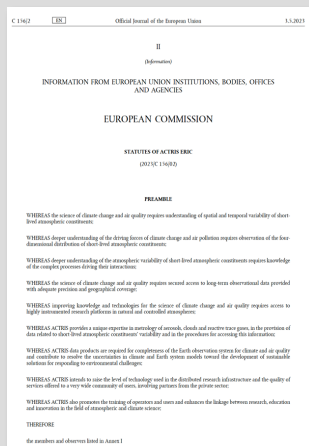 C 156/2
EN
Official Journal of the European Union
3.5.2023
II
(Information)
INFORMATION FROM EUROPEAN UNION INSTITUTIONS, BODIES, OFFICES
AND AGENCIES
EUROPEAN COMMISSION
STATUTES OF ACTRIS ERIC
(2023/C 156/02)
PREAMBLE
WHEREAS the science of climate change and air quality requires understanding of spatial and temporal variability of short-
lived atmospheric constituents;
WHEREAS deeper understanding of the driving forces of climate change and air pollution requires observation of the four-
dimensional distribution of short-lived atmospheric constituents;
WHEREAS deeper understanding of the atmospheric variability of short-lived atmospheric constituents requires knowledge
of the complex processes driving their interactions;
WHEREAS the science of climate change and air quality requires secured access to long-term observational data provided
with adequate precision and geographical coverage;
WHEREAS improving knowledge and technologies for the science of climate change and air quality requires access to
highly instrumented research platforms in natural and controlled atmospheres;
WHEREAS ACTRIS provides a unique expertise in metrology of aerosols, clouds and reactive trace gases, in the provision of
data related to short-lived atmospheric constituents' variability and in the procedures for accessing this information;
WHEREAS ACTRIS data products are required for completeness of the Earth observation system for climate and air quality
and contribute to resolve the uncertainties in climate and Earth system models toward the development of sustainable
solutions for responding to environmental challenges;
WHEREAS ACTRIS intends to raise the level of technology used in the distributed research infrastructure and the quality of
services offered to a very wide community of users, involving partners from the private sector;
WHEREAS ACTRIS also promotes the training of operators and users and enhances the linkage between research, education
and innovation in the field of atmospheric and climate science;
THEREFORE
the members and observers listed in Annex I